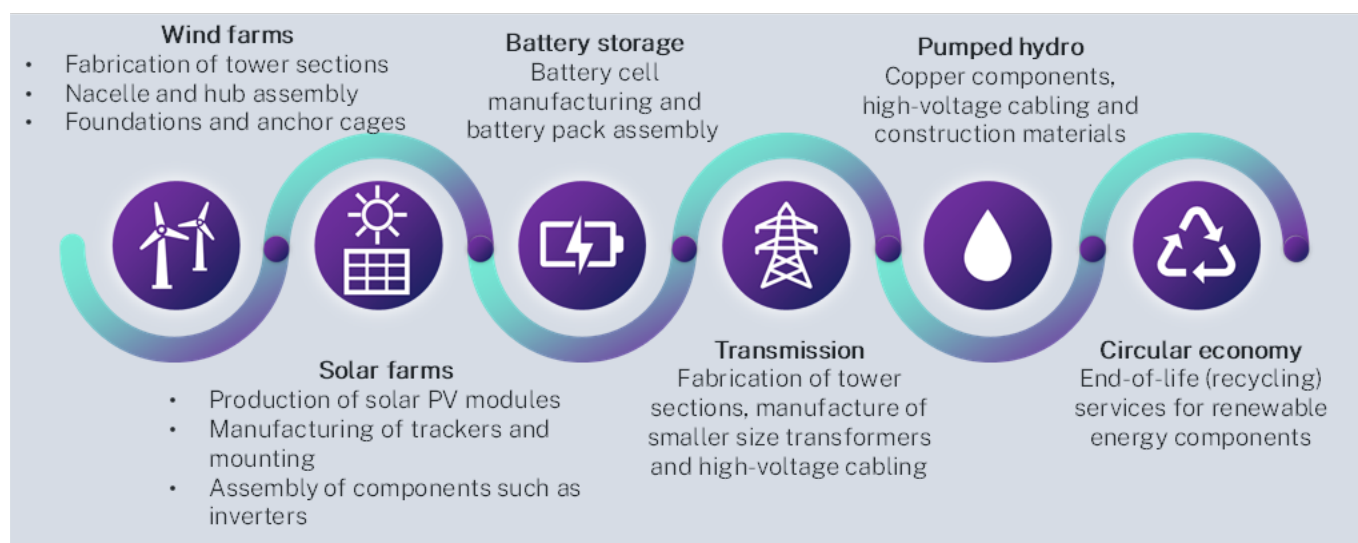 Wind farms
• Fabrication of tower sections
• Nacelle and hub assembly
• Foundations and anchor cages
Solar farms
• Production of solar PV modules
• Manufacturing of trackers and
mounting
• Assembly of components such as
inverters
Battery storage
Battery cell
manufacturing and
battery pack assembly
Transmission
Fabrication of tower
sections, manufacture of
smaller size transformers
and high-voltage cabling
Pumped hydro
Copper components,
high-voltage cabling and
construction materials
Circular economy
End-of-life (recycling)
services for renewable
energy components